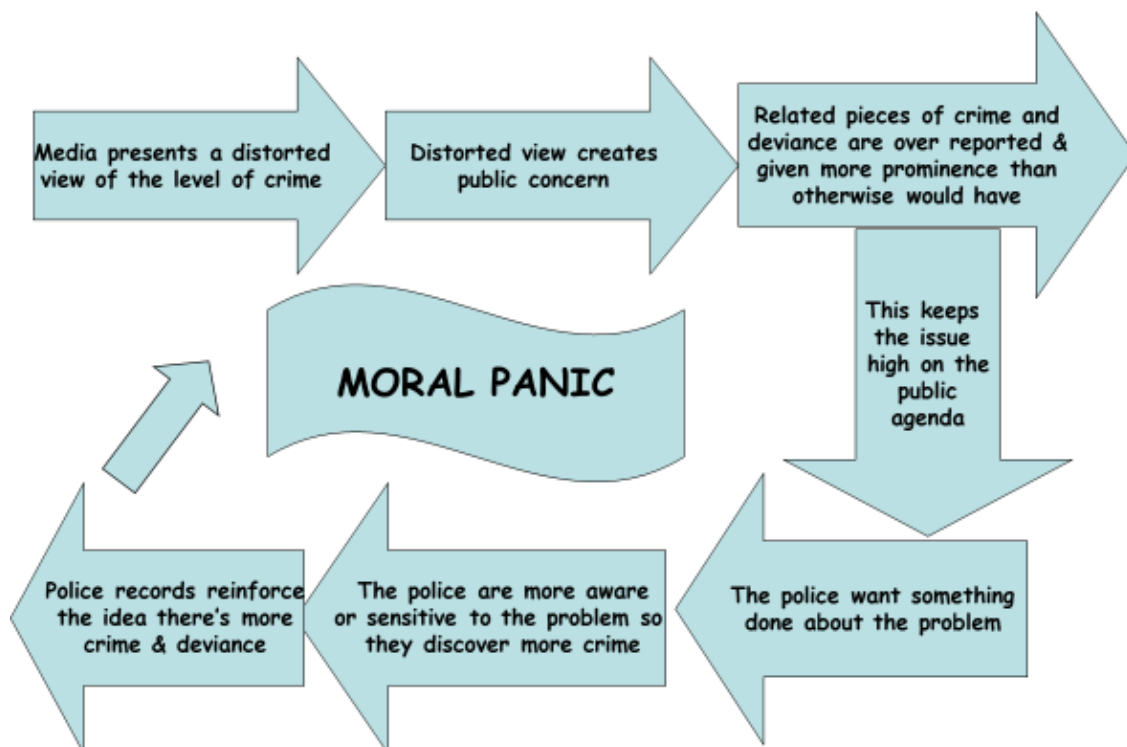 Media presents a distorted
view of the level of crime
Distorted view creates
public concern
Related pieces of crime and
deviance are over reported &
given more prominence than
otherwise would have
This keeps
the issue
high on the
public
agenda
The police want something
done about the problem
The police are more aware
or sensitive to the problem so
they discover more crime
Police records reinforce
the idea there's more
crime & deviance
MORAL PANIC